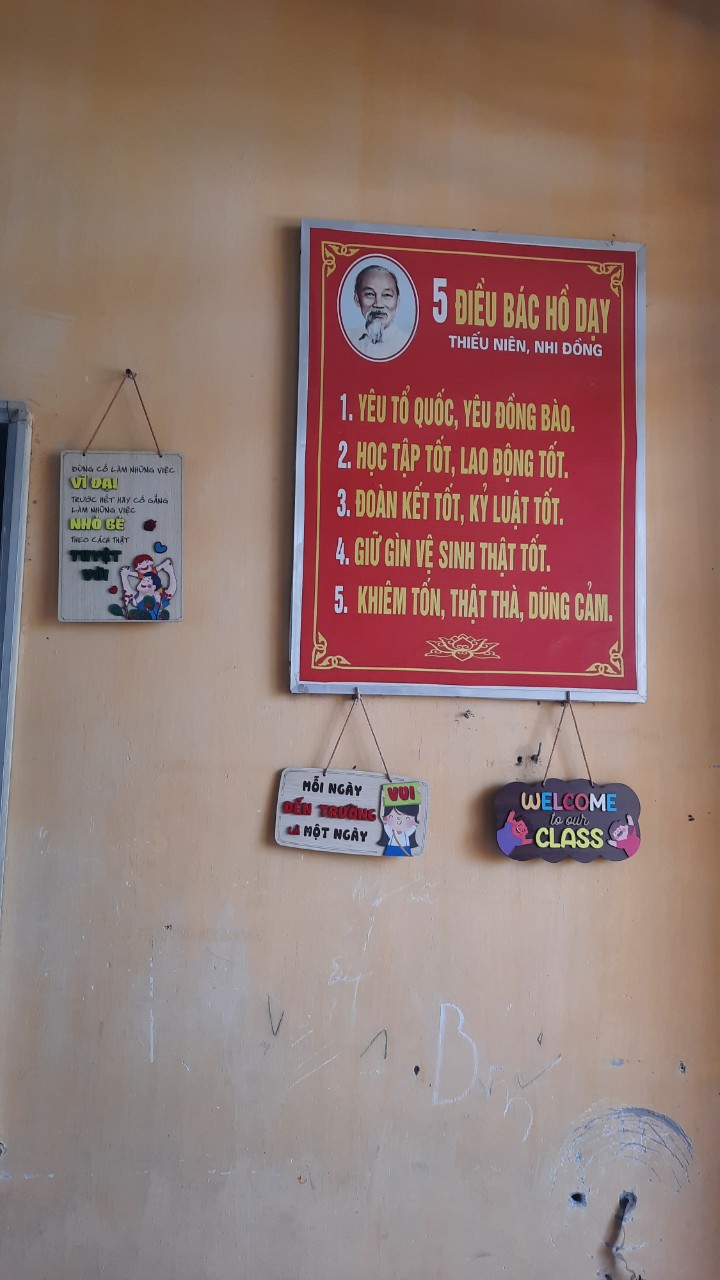 5 ĐIỀU BÁC HỒ DẠY
THIẾU NIÊN, NHI ĐỒNG
1. YÊU TỔ QUỐC, YÊU ĐỒNG BÀO.
2. HỌC TẬP TỐT, LAO ĐỘNG TỐT.
3. ĐOÀN KẾT TỐT, KỶ LUẬT TỐT.
4. GIỮ GÌN VỆ SINH THẬT TỐT.
5. KHIÊM TỐN, THẬT THÀ, DŨNG CẢM.
ĐỪNG CỐ LÀM NHỮNG VIỆC
VĨ ĐẠI
TRƯỚC HẾT HÃY CỐ GẮNG
LÀM NHỮNG VIỆC
NHỎ BÉ
THEO CÁCH THẬT
TUYỆT
VỜI
MỖI NGÀY
ĐẾN TRƯỜNG
LÀ MỘT NGÀY
VUI
WELCOME
to our
CLASS